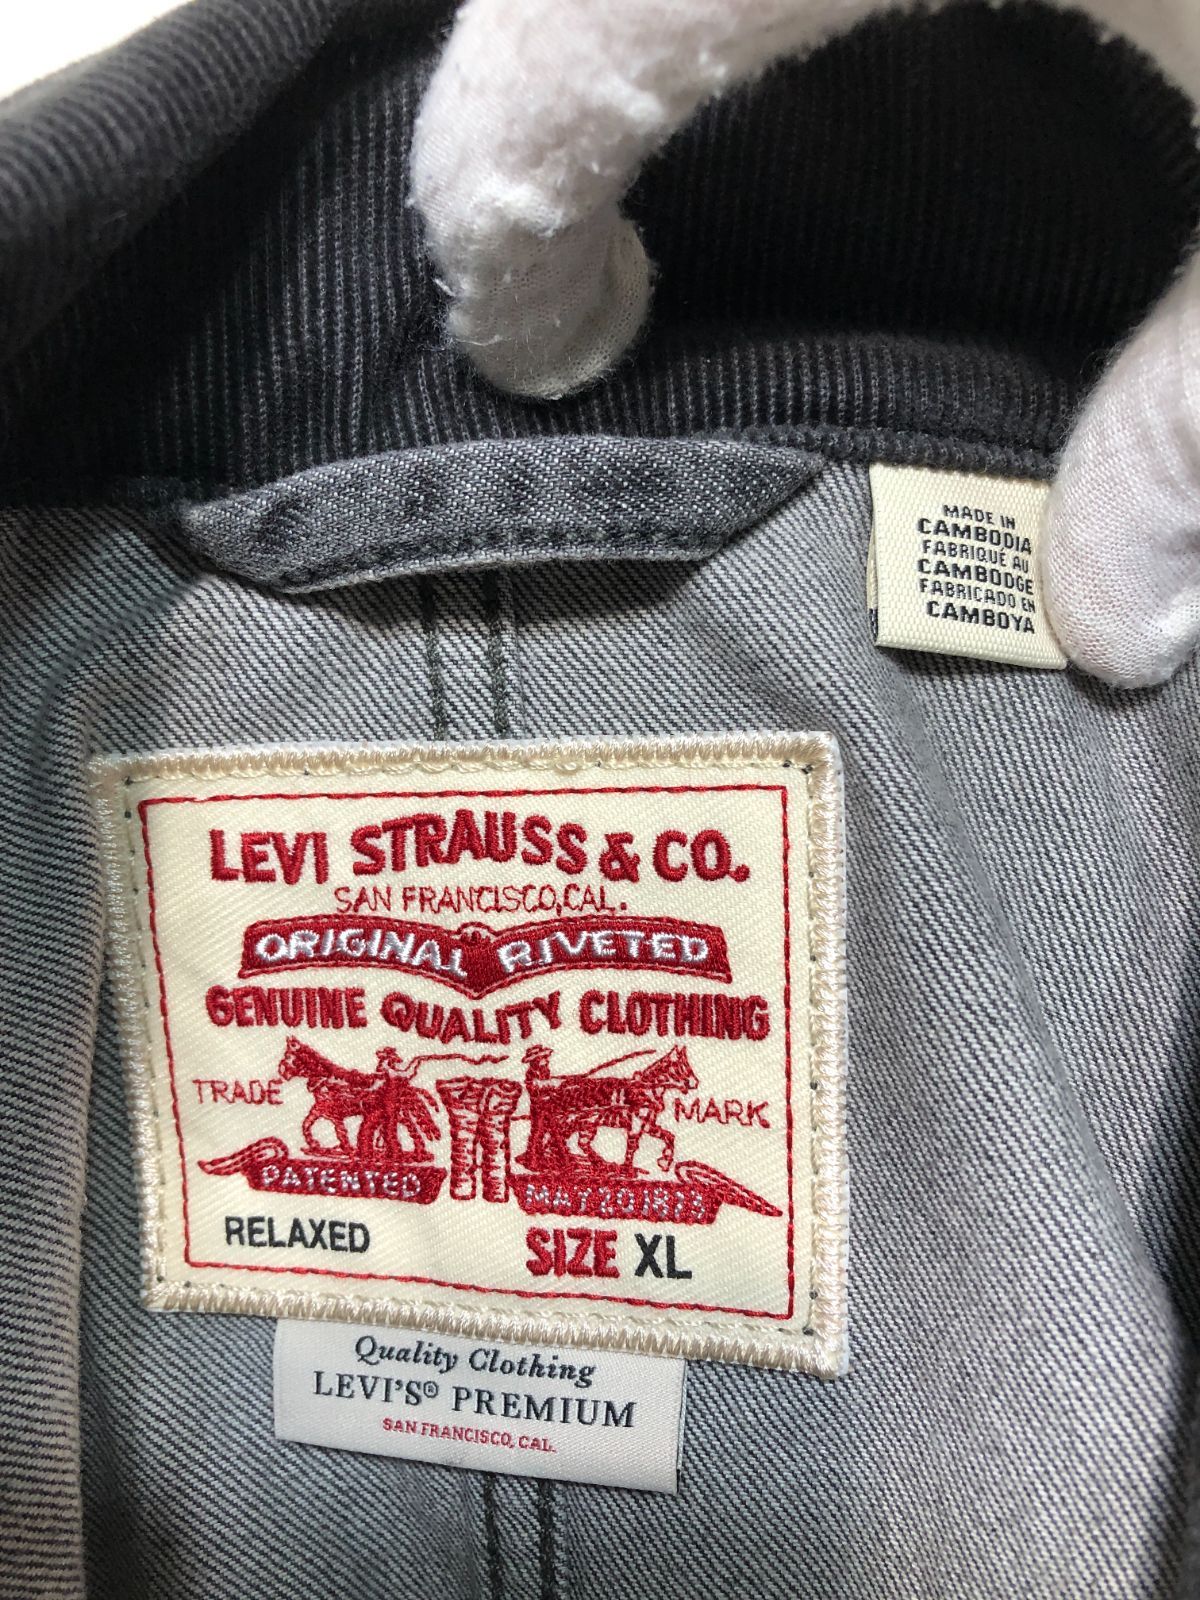 MADE IN
CAMBODIA
FABRIQUÉ AU
CAMBODGE
FABRICADO EN
CAMBOYA
LEVI STRAUSS & CO.
SAN FRANCISCO, CAL.
ORIGINAL RIVETED
GENUINE QUALITY CLOTHING
TRADE MARK
PATENTED MAY 20 1873
RELAXED SIZE XL
Quality Clothing
LEVI'S® PREMIUM
SAN FRANCISCO, CAL.